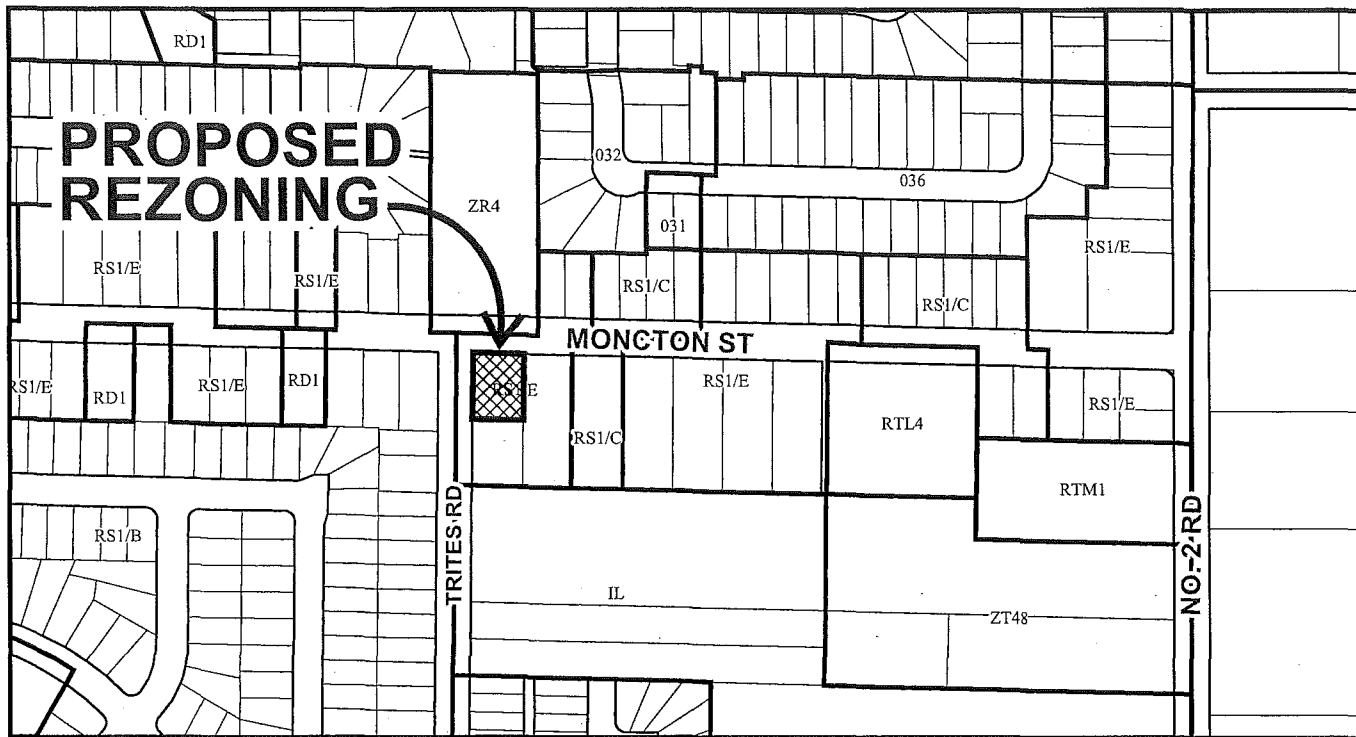 RD1
PROPOSED
REZONING
032
036
ZR4
031
RS1/E
RS1/E
RS1/E
RS1/C
RS1/C
MONCTON ST
RS1/E
RD1
RS1/E
RD1
RS1/E
RS1/C
RS1/E
RTL4
RS1/E
RTM1
RS1/B
TRITES RD
IL
ZT48
NO. 2 RD